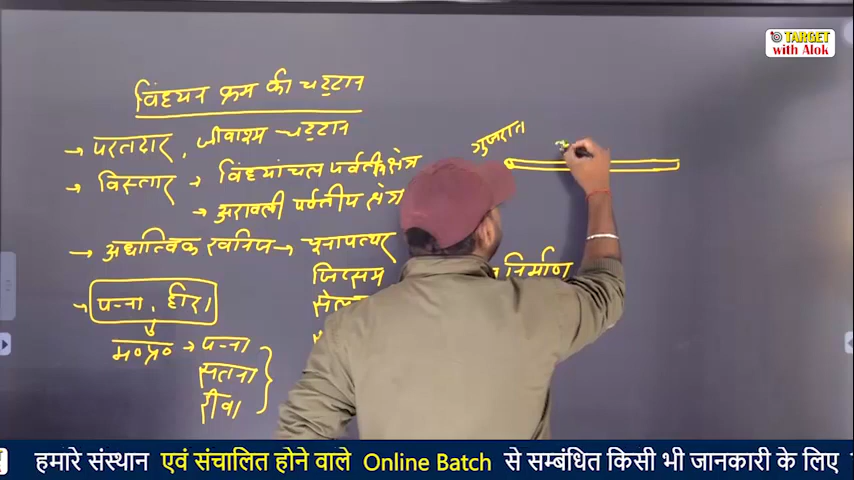 TARGET
with Alok
विंध्यन क्रम की चट्टान
→ परतदार, जीवाश्म चट्टान
→ विस्तार → विंध्यांचल पर्वतीय क्षेत्र
→ अरावली पर्वतीय क्षेत्र
→ अधात्विक खनिज → चूनापत्थर
जिप्सम
निर्माण
→ पन्ना, हीरा
म०प्र० → पन्ना
सतना
रीवा
गुजरात
हमारे संस्थान एवं संचालित होने वाले Online Batch से सम्बंधित किसी भी जानकारी के लिए